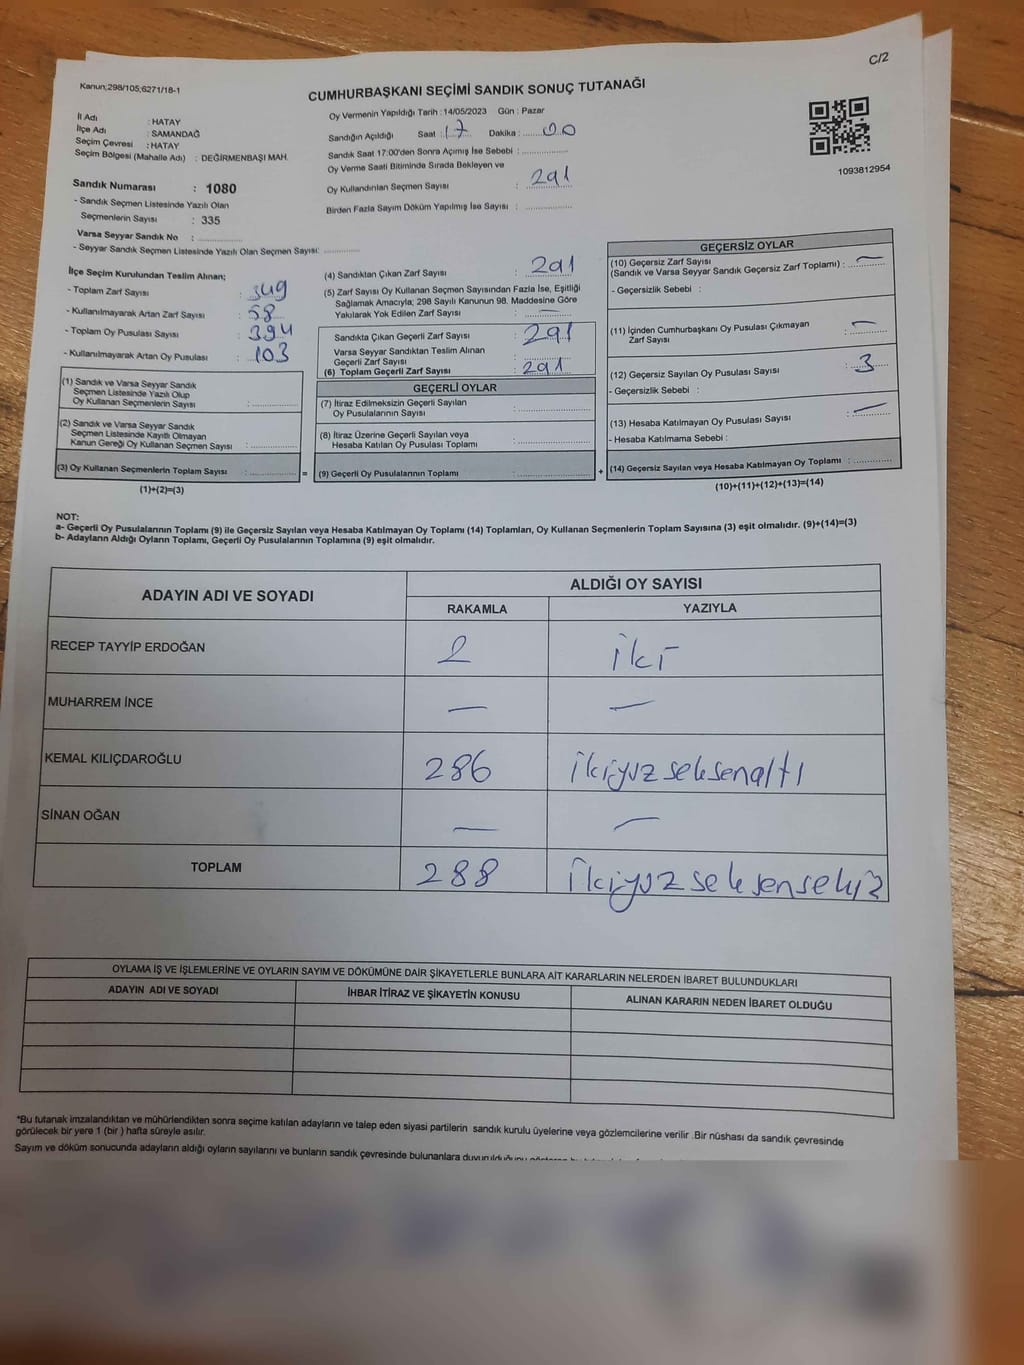 C/2
Kanun;298/105;6271/18-1
CUMHURBAŞKANI SEÇİMİ SANDIK SONUÇ TUTANAĞI
İl Adı : HATAY
İlçe Adı : SAMANDAĞ
Seçim Çevresi : HATAY
Seçim Bölgesi (Mahalle Adı) : DEĞİRMENBAŞI MAH.
Sandık Numarası : 1080
- Sandık Seçmen Listesinde Yazılı Olan
Seçmenlerin Sayısı : 335
Varsa Seyyar Sandık No : ............
- Seyyar Sandık Seçmen Listesinde Yazılı Olan Seçmen Sayısı: ............
Oy Vermenin Yapıldığı Tarih : 14/05/2023 Gün : Pazar
Sandığın Açıldığı Saat : 17 Dakika : 00
Sandık Saat 17:00'den Sonra Açımış İse Sebebi : ............
Oy Verme Saati Bitiminde Sırada Bekleyen ve
Oy Kullandırılan Seçmen Sayısı : 291
Birden Fazla Sayım Döküm Yapılmış İse Sayısı : ............
1093812954
İlçe Seçim Kurulundan Teslim Alınan;
- Toplam Zarf Sayısı : 349
- Kullanılmayarak Artan Zarf Sayısı : 58
- Toplam Oy Pusulası Sayısı : 394
- Kullanılmayarak Artan Oy Pusulası : 103
(1) Sandık ve Varsa Seyyar Sandık
Seçmen Listesinde Yazılı Olup
Oy Kullanan Seçmenlerin Sayısı : ............
(2) Sandık ve Varsa Seyyar Sandık
Seçmen Listesinde Kayıtlı Olmayan
Kanun Gereği Oy Kullanan Seçmen Sayısı : ............
(3) Oy Kullanan Seçmenlerin Toplam Sayısı : ............ =
(1)+(2)=(3)
(4) Sandıktan Çıkan Zarf Sayısı : 291
(5) Zarf Sayısı Oy Kullanan Seçmen Sayısından Fazla İse, Eşitliği
Sağlamak Amacıyla; 298 Sayılı Kanunun 98. Maddesine Göre
Yakılarak Yok Edilen Zarf Sayısı : —
Sandıkta Çıkan Geçerli Zarf Sayısı : 291
Varsa Seyyar Sandıktan Teslim Alınan
Geçerli Zarf Sayısı : ............
(6) Toplam Geçerli Zarf Sayısı : 291
GEÇERLİ OYLAR
(7) İtiraz Edilmeksizin Geçerli Sayılan
Oy Pusulalarının Sayısı : ............
(8) İtiraz Üzerine Geçerli Sayılan veya
Hesaba Katılan Oy Pusulası Toplamı : ............
(9) Geçerli Oy Pusulalarının Toplamı : ............ +
GEÇERSİZ OYLAR
(10) Geçersiz Zarf Sayısı
(Sandık ve Varsa Seyyar Sandık Geçersiz Zarf Toplamı) : —
- Geçersizlik Sebebi :
(11) İçinden Cumhurbaşkanı Oy Pusulası Çıkmayan
Zarf Sayısı : —
(12) Geçersiz Sayılan Oy Pusulası Sayısı : 3
- Geçersizlik Sebebi :
(13) Hesaba Katılmayan Oy Pusulası Sayısı : —
- Hesaba Katılmama Sebebi :
(14) Geçersiz Sayılan veya Hesaba Katılmayan Oy Toplamı : ............
(10)+(11)+(12)+(13)=(14)
NOT:
a- Geçerli Oy Pusulalarının Toplamı (9) ile Geçersiz Sayılan veya Hesaba Katılmayan Oy Toplamı (14) Toplamları, Oy Kullanan Seçmenlerin Toplam Sayısına (3) eşit olmalıdır. (9)+(14)=(3)
b- Adayların Aldığı Oyların Toplamı, Geçerli Oy Pusulalarının Toplamına (9) eşit olmalıdır.
ADAYIN ADI VE SOYADI
ALDIĞI OY SAYISI
RAKAMLA YAZIYLA
RECEP TAYYİP ERDOĞAN 2 iki
MUHARREM İNCE — —
KEMAL KILIÇDAROĞLU 286 ikiyuz seksenaltı
SİNAN OĞAN — —
TOPLAM 288 ikiyuz seksensekiz
OYLAMA İŞ VE İŞLEMLERİNE VE OYLARIN SAYIM VE DÖKÜMÜNE DAİR ŞİKAYETLERLE BUNLARA AİT KARARLARIN NELERDEN İBARET BULUNDUKLARI
ADAYIN ADI VE SOYADI İHBAR İTİRAZ VE ŞİKAYETİN KONUSU ALINAN KARARIN NEDEN İBARET OLDUĞU
*Bu tutanak imzalandıktan ve mühürlendikten sonra seçime katılan adayların ve talep eden siyasi partilerin sandık kurulu üyelerine veya gözlemcilerine verilir .Bir nüshası da sandık çevresinde
görülecek bir yere 1 (bir ) hafta süreyle asılır.
Sayım ve döküm sonucunda adayların aldığı oyların sayılarını ve bunların sandık çevresinde bulunanlara duyurulduğunu